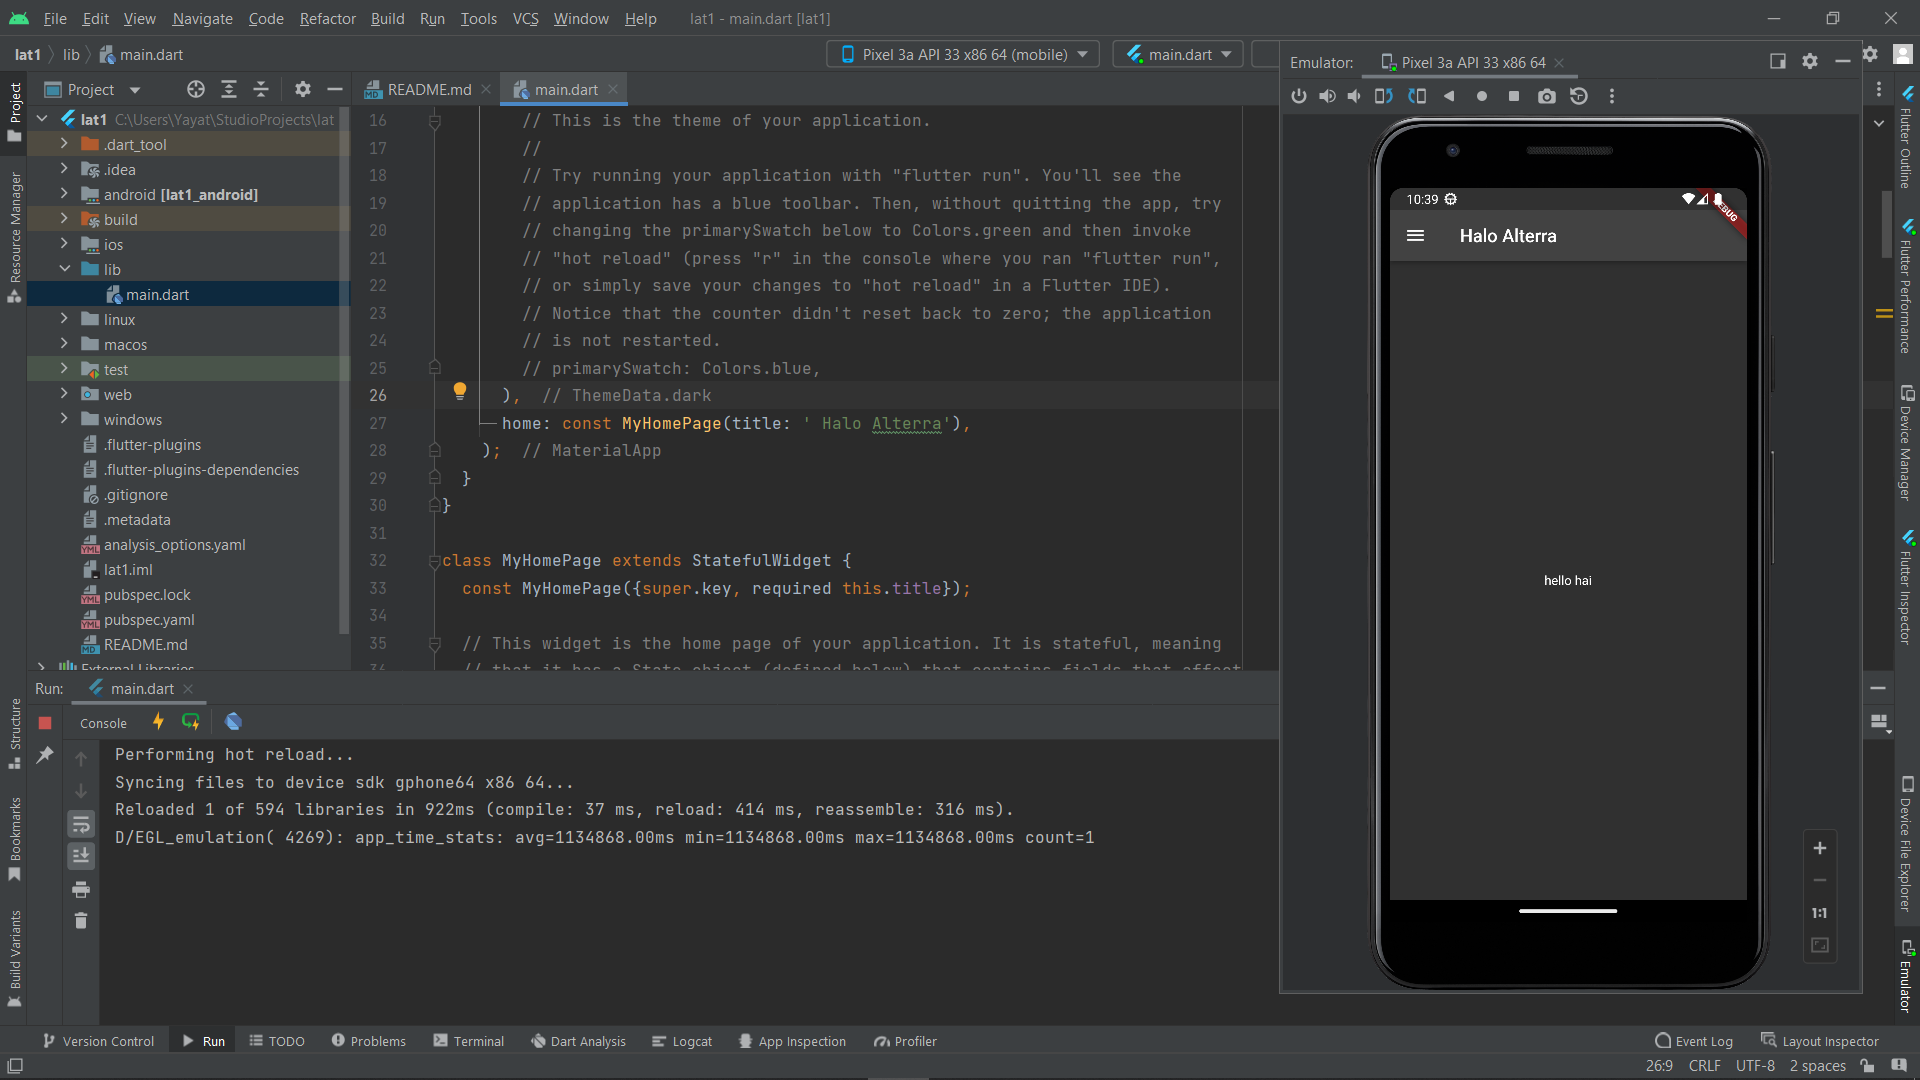 File Edit View Navigate Code Refactor Build Run Tools VCS Window Help lat1 - main.dart [lat1]
lat1 lib main.dart
Pixel 3a API 33 x86 64 (mobile) main.dart
Project
README.md main.dart
lat1 C:\Users\Yayat\StudioProjects\lat
.dart_tool
.idea
android [lat1_android]
build
ios
lib
main.dart
linux
macos
test
web
windows
.flutter-plugins
.flutter-plugins-dependencies
.gitignore
.metadata
analysis_options.yaml
lat1.iml
pubspec.lock
pubspec.yaml
README.md
External Libraries
16 // This is the theme of your application.
17 //
18 // Try running your application with "flutter run". You'll see the
19 // application has a blue toolbar. Then, without quitting the app, try
20 // changing the primarySwatch below to Colors.green and then invoke
21 // "hot reload" (press "r" in the console where you ran "flutter run",
22 // or simply save your changes to "hot reload" in a Flutter IDE).
23 // Notice that the counter didn't reset back to zero; the application
24 // is not restarted.
25 // primarySwatch: Colors.blue,
26 ), // ThemeData.dark
27 home: const MyHomePage(title: ' Halo Alterra'),
28 ); // MaterialApp
29 }
30 }
31
32 class MyHomePage extends StatefulWidget {
33 const MyHomePage({super.key, required this.title});
34
35 // This widget is the home page of your application. It is stateful, meaning
36 // that it has a State object (defined below) that contains fields that affect
Emulator: Pixel 3a API 33 x86 64
10:39
DEBUG
Halo Alterra
hello hai
1:1
Project
Resource Manager
Structure
Bookmarks
Build Variants
Flutter Outline
Flutter Performance
Device Manager
Flutter Inspector
Device File Explorer
Emulator
Run: main.dart
Console
Performing hot reload...
Syncing files to device sdk gphone64 x86 64...
Reloaded 1 of 594 libraries in 922ms (compile: 37 ms, reload: 414 ms, reassemble: 316 ms).
D/EGL_emulation( 4269): app_time_stats: avg=1134868.00ms min=1134868.00ms max=1134868.00ms count=1
Version Control Run TODO Problems Terminal Dart Analysis Logcat App Inspection Profiler Event Log Layout Inspector
26:9 CRLF UTF-8 2 spaces